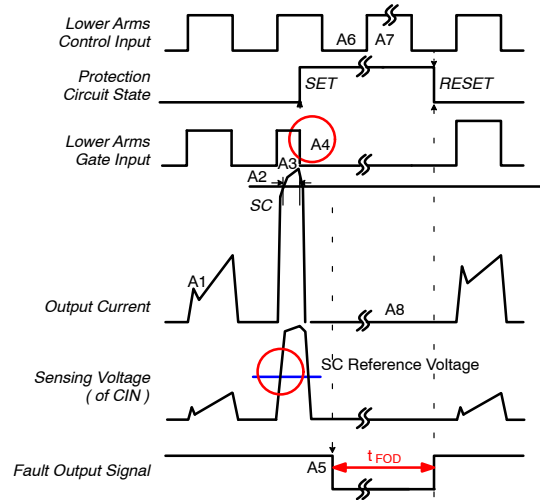 Lower Arms
Control Input
A6
A7
Protection
Circuit State
SET
RESET
Lower Arms
Gate Input
A4
A3
A2
SC
A1
Output Current
A8
SC Reference Voltage
Sensing Voltage
( of CIN )
A5
t FOD
Fault Output Signal